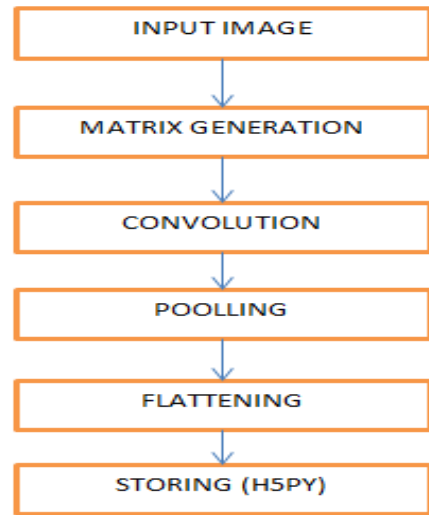 INPUT IMAGE
MATRIX GENERATION
CONVOLUTION
POOLLING
FLATTENING
STORING (H5PY)